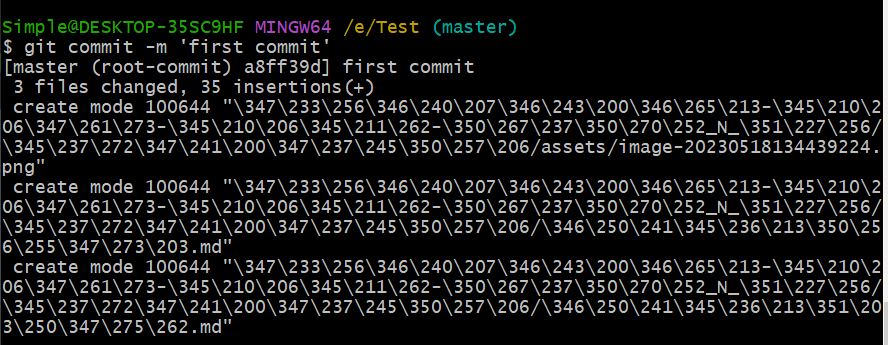 Simple@DESKTOP-35SC9HF MINGW64 /e/Test (master)
$ git commit -m 'first commit'
[master (root-commit) a8ff39d] first commit
 3 files changed, 35 insertions(+)
 create mode 100644 "\347\233\256\346\240\207\346\243\200\346\265\213-\345\210\2
06\347\261\273-\345\210\206\345\211\262-\350\267\237\350\270\252_N_\351\227\256/
\345\237\272\347\241\200\347\237\245\350\257\206/assets/image-20230518134439224.
png"
 create mode 100644 "\347\233\256\346\240\207\346\243\200\346\265\213-\345\210\2
06\347\261\273-\345\210\206\345\211\262-\350\267\237\350\270\252_N_\351\227\256/
\345\237\272\347\241\200\347\237\245\350\257\206/\346\250\241\345\236\213\350\25
6\255\347\273\203.md"
 create mode 100644 "\347\233\256\346\240\207\346\243\200\346\265\213-\345\210\2
06\347\261\273-\345\210\206\345\211\262-\350\267\237\350\270\252_N_\351\227\256/
\345\237\272\347\241\200\347\237\245\350\257\206/\346\250\241\345\236\213\351\20
3\250\347\275\262.md"